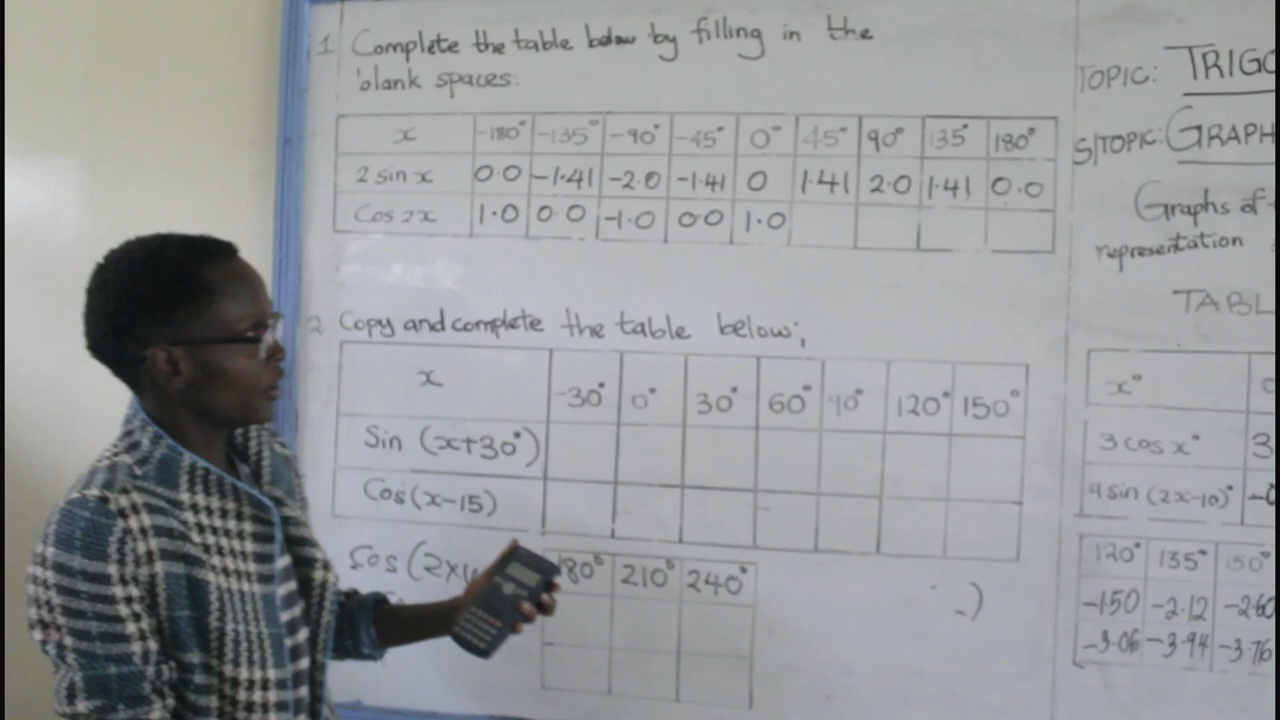 1. Complete the table below by filling in the
blank spaces.
x -180° -135° -90° -45° 0° 45° 90° 135° 180°
2 sin x 0.0 -1.41 -2.0 -1.41 0 1.41 2.0 1.41 0.0
Cos 2x 1.0 0.0 -1.0 0.0 1.0
2 Copy and complete the table below;
x -30° 0° 30° 60° 90° 120° 150°
Sin (x+30°)
Cos (x-15)
Cos (2x
180° 210° 240°
-)
TOPIC: TRIGO
S/TOPIC: GRAPH
Graphs of
representation
TABL
x°
3 cos x° 3
4 sin (2x-10)° -0
120° 135° 150°
-150 -2.12 -2.60
-3.06 -3.94 -3.76